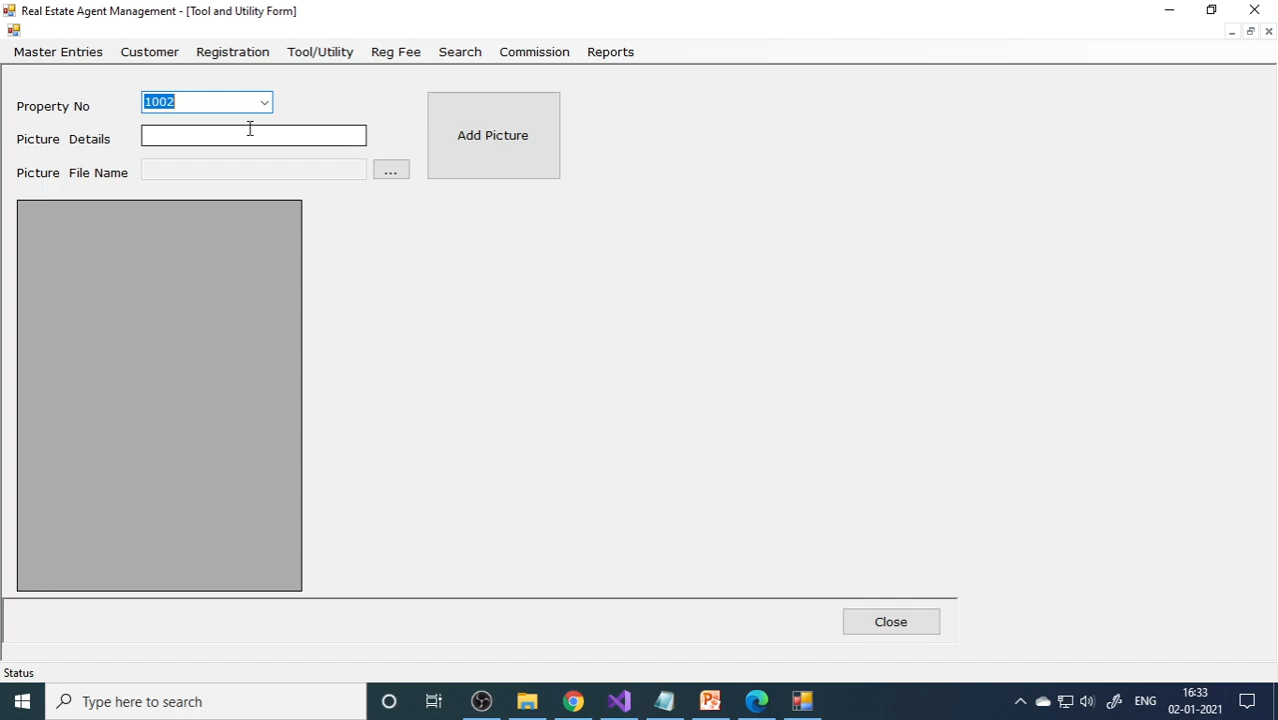 Real Estate Agent Management - [Tool and Utility Form]
Master Entries Customer Registration Tool/Utility Reg Fee Search Commission Reports
Property No 1002
Picture Details
Picture File Name ...
Add Picture
Close
Status
Type here to search
ENG
16:33
02-01-2021